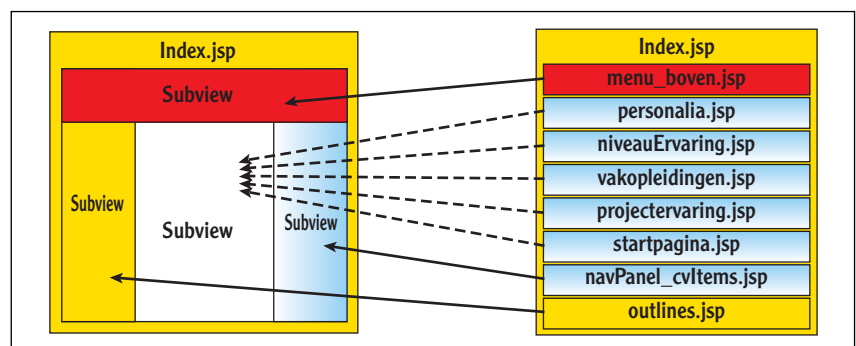 Index.jsp
Subview
Subview
Subview
Subview
Index.jsp
menu_boven.jsp
personalia.jsp
niveauErvaring.jsp
vakopleidingen.jsp
projectervaring.jsp
startpagina.jsp
navPanel_cvItems.jsp
outlines.jsp